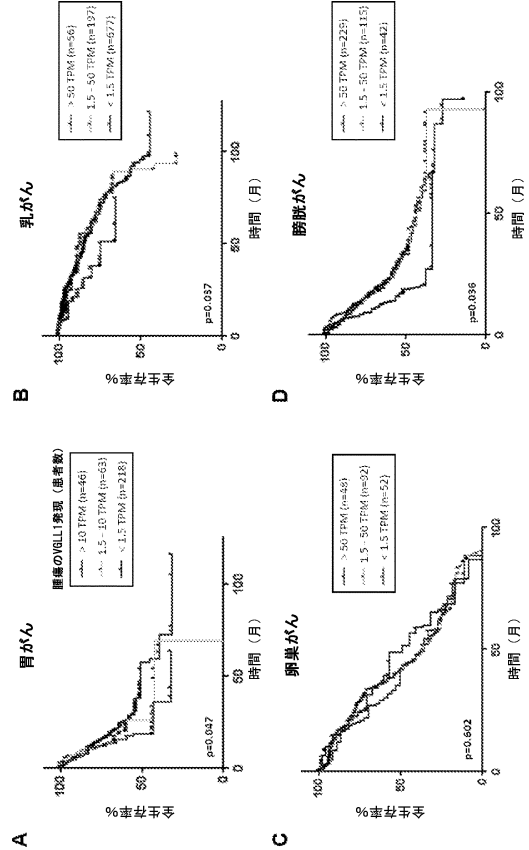 A
胃がん
腫瘍のVGLL1発現（患者数）
> 10 TPM (n=46)
1.5 - 10 TPM (n=63)
< 1.5 TPM (n=218)
全生存率%
100
50
0
p=0.047
0
50
100
時間（月）
B
乳がん
> 50 TPM (n=56)
1.5 - 50 TPM (n=197)
< 1.5 TPM (n=677)
全生存率%
100
50
0
p=0.037
0
50
100
時間（月）
C
卵巣がん
> 50 TPM (n=48)
1.5 - 50 TPM (n=92)
< 1.5 TPM (n=52)
全生存率%
100
50
0
p=0.602
0
50
100
時間（月）
D
膀胱がん
> 50 TPM (n=229)
1.5 - 50 TPM (n=115)
< 1.5 TPM (n=42)
全生存率%
100
50
0
p=0.036
0
50
100
時間（月）